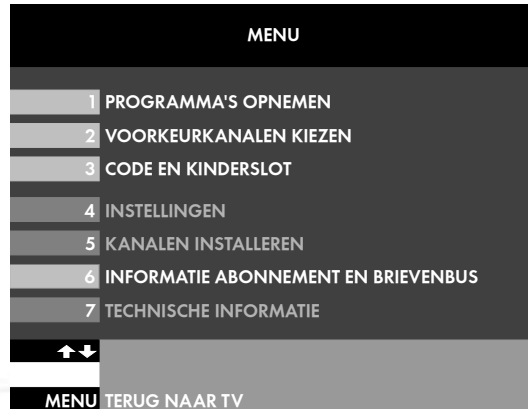 MENU
1 PROGRAMMA'S OPNEMEN
2 VOORKEURKANALEN KIEZEN
3 CODE EN KINDERSLOT
4 INSTELLINGEN
5 KANALEN INSTALLEREN
6 INFORMATIE ABONNEMENT EN BRIEVENBUS
7 TECHNISCHE INFORMATIE
MENU TERUG NAAR TV